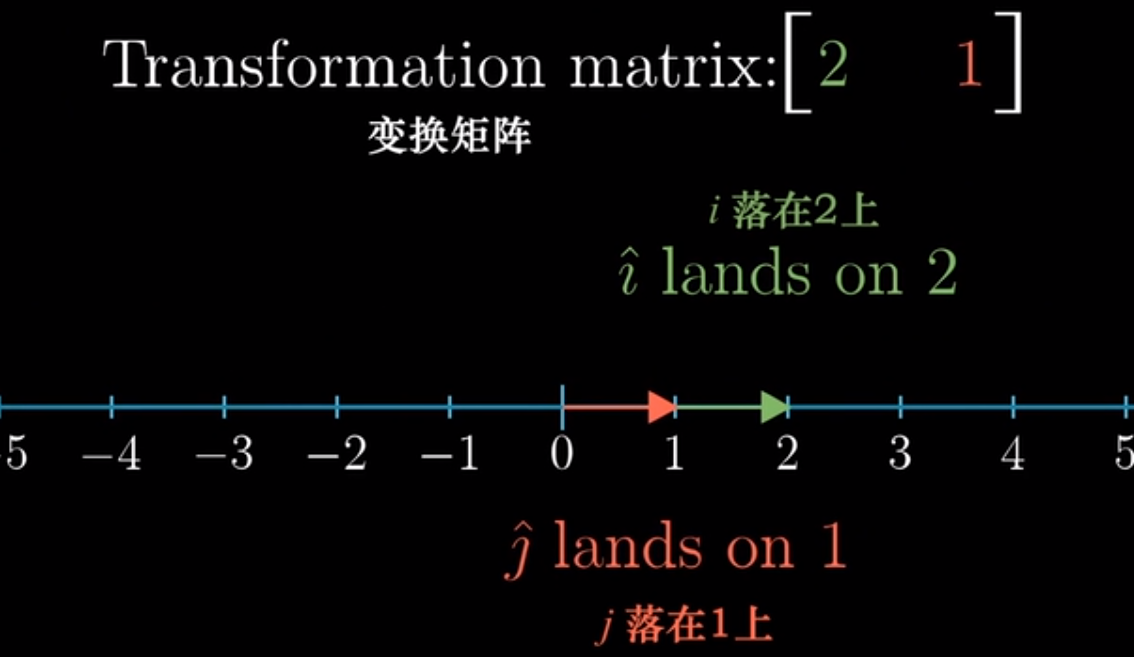 Transformation matrix: [2 1]
变换矩阵
i 落在2上
î lands on 2
-5 −4 −3 −2 −1 0 1 2 3 4 5
ĵ lands on 1
j 落在1上